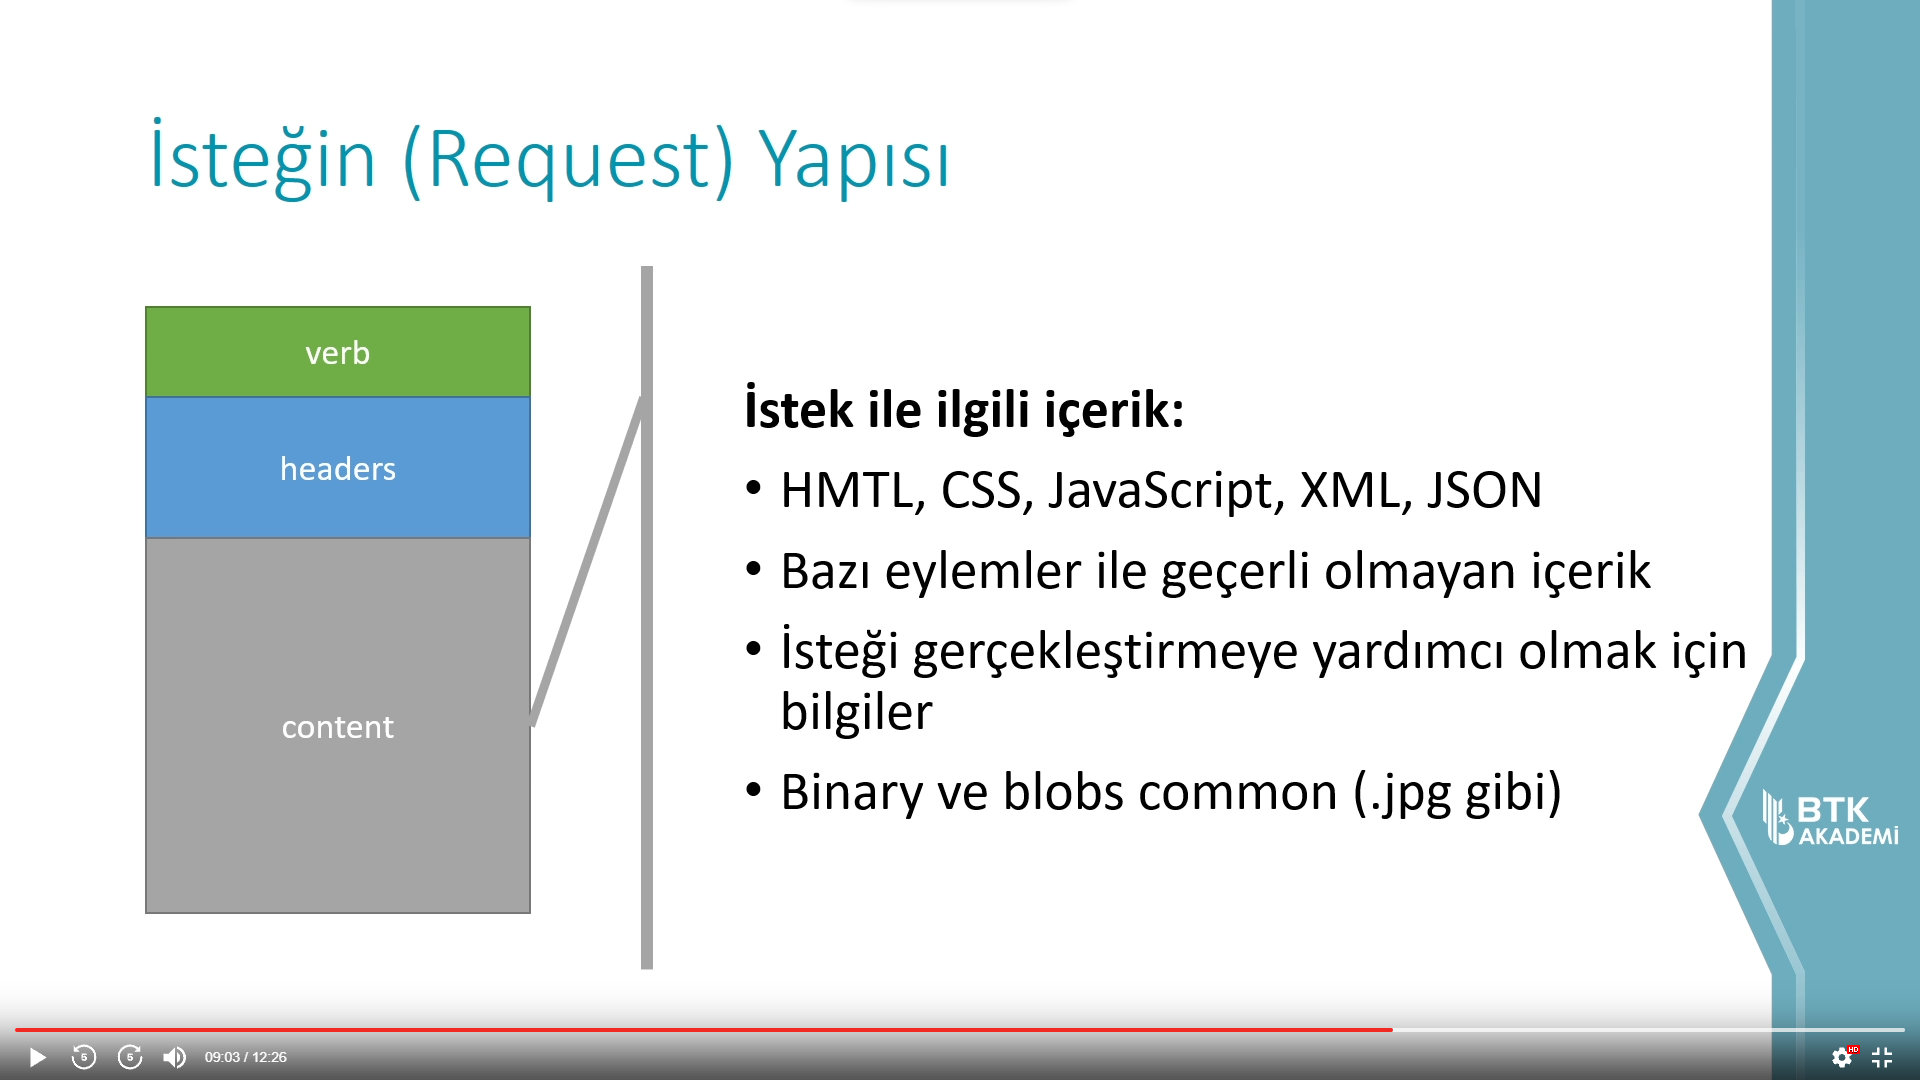 İsteğin (Request) Yapısı
verb
headers
content
İstek ile ilgili içerik:
• HMTL, CSS, JavaScript, XML, JSON
• Bazı eylemler ile geçerli olmayan içerik
• İsteği gerçekleştirmeye yardımcı olmak için
bilgiler
• Binary ve blobs common (.jpg gibi)
BTK
AKADEMİ
5
5
09:03 / 12:26
HD